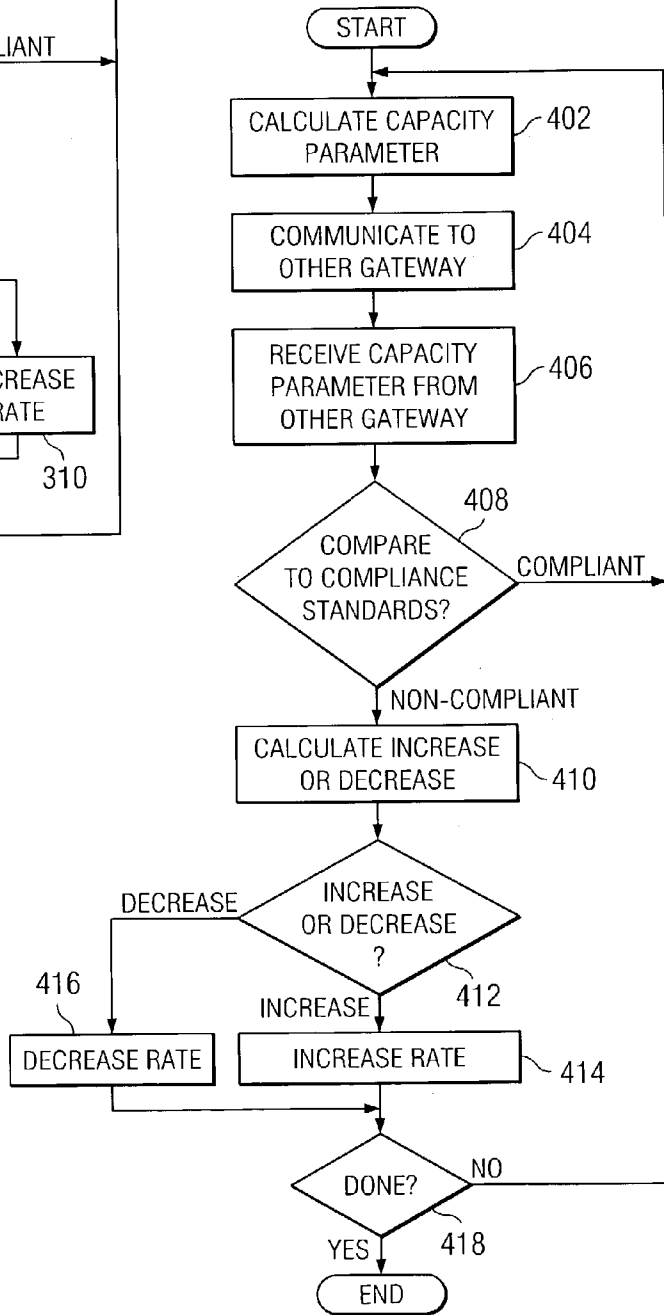 LIANT
CREASE
RATE
310
START
CALCULATE CAPACITY
PARAMETER
402
COMMUNICATE TO
OTHER GATEWAY
404
RECEIVE CAPACITY
PARAMETER FROM
OTHER GATEWAY
406
408
COMPARE
TO COMPLIANCE
STANDARDS?
COMPLIANT
NON-COMPLIANT
CALCULATE INCREASE
OR DECREASE
410
DECREASE
INCREASE
OR DECREASE
?
412
416
INCREASE
DECREASE RATE
INCREASE RATE
414
DONE?
NO
418
YES
END